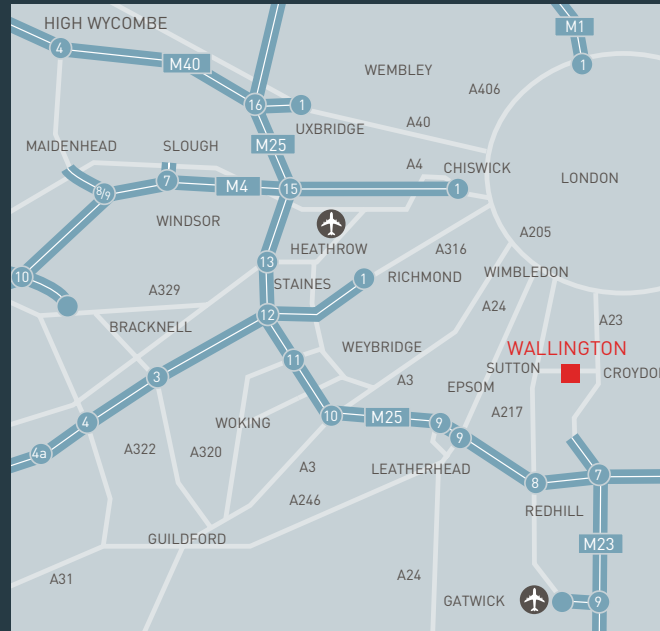 HIGH WYCOMBE
M1
4
M40
1
WEMBLEY
A406
16
1
UXBRIDGE
A40
M25
MAIDENHEAD
SLOUGH
A4
CHISWICK
LONDON
8/9
7
M4
15
1
WINDSOR
A205
HEATHROW
A316
13
10
STAINES
1
RICHMOND
WIMBLEDON
A329
A24
12
BRACKNELL
A23
WEYBRIDGE
WALLINGTON
11
SUTTON
CROYDON
3
A3
EPSOM
10
M25
9
A217
WOKING
4
9
A322
A320
4a
A3
LEATHERHEAD
7
8
A246
REDHILL
GUILDFORD
M23
A31
A24
GATWICK
9